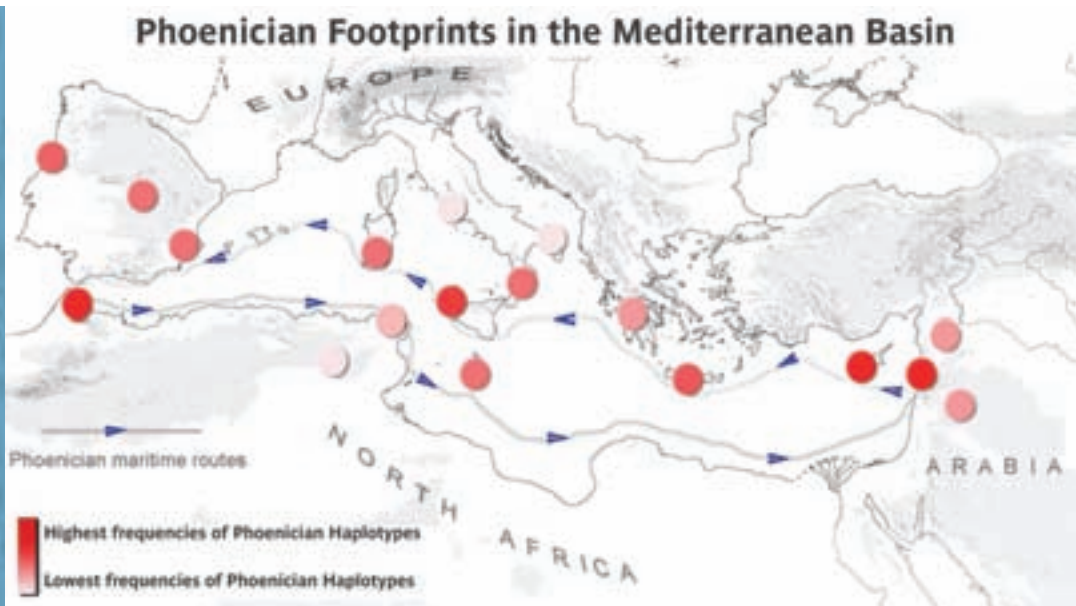 Phoenician Footprints in the Mediterranean Basin
EUROPE
Phoenician maritime routes
NORTH
AFRICA
ARABIA
Highest frequencies of Phoenician Haplotypes
Lowest frequencies of Phoenician Haplotypes